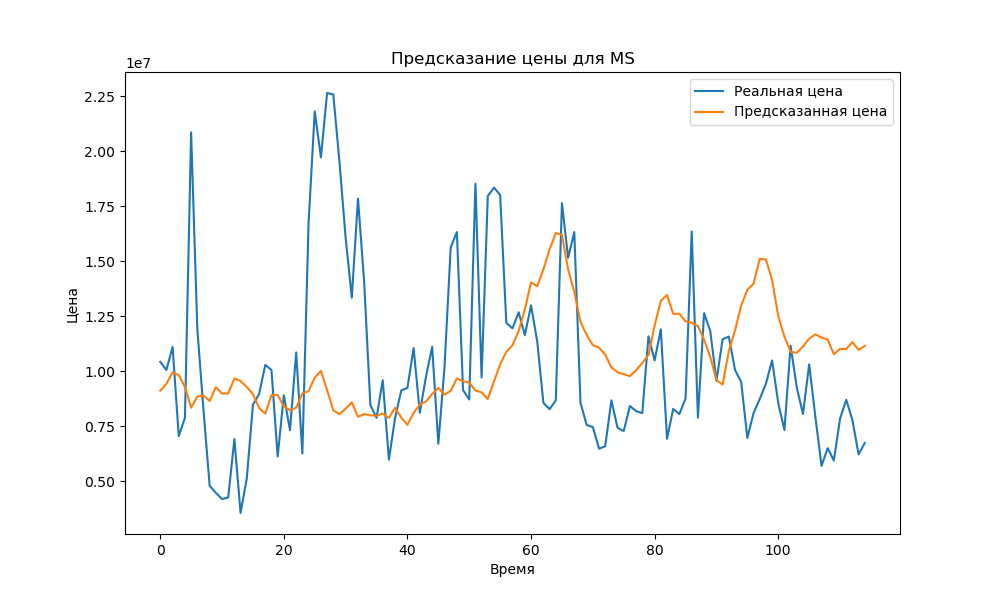 Предсказание цены для MS
1e7
Реальная цена
Предсказанная цена
2.25
2.00
1.75
1.50
1.25
1.00
0.75
0.50
Цена
0 20 40 60 80 100
Время